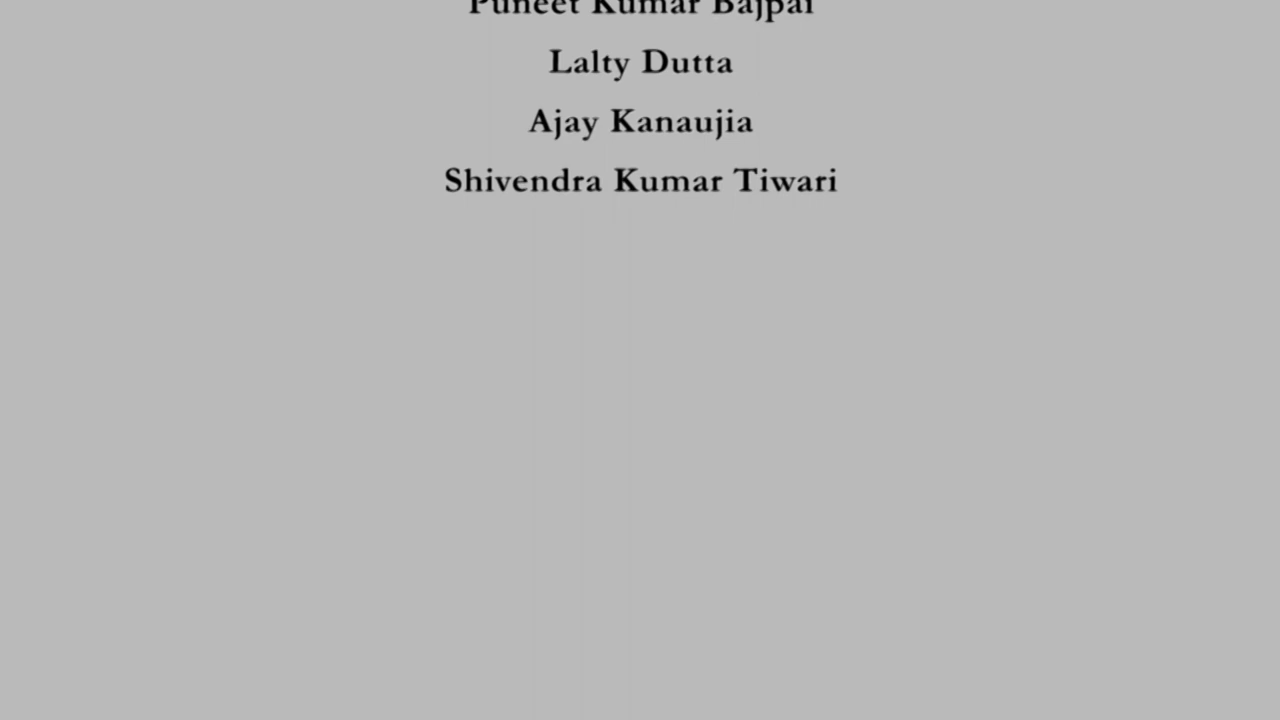 Puneet Kumar Bajpai
Lalty Dutta
Ajay Kanaujia
Shivendra Kumar Tiwari